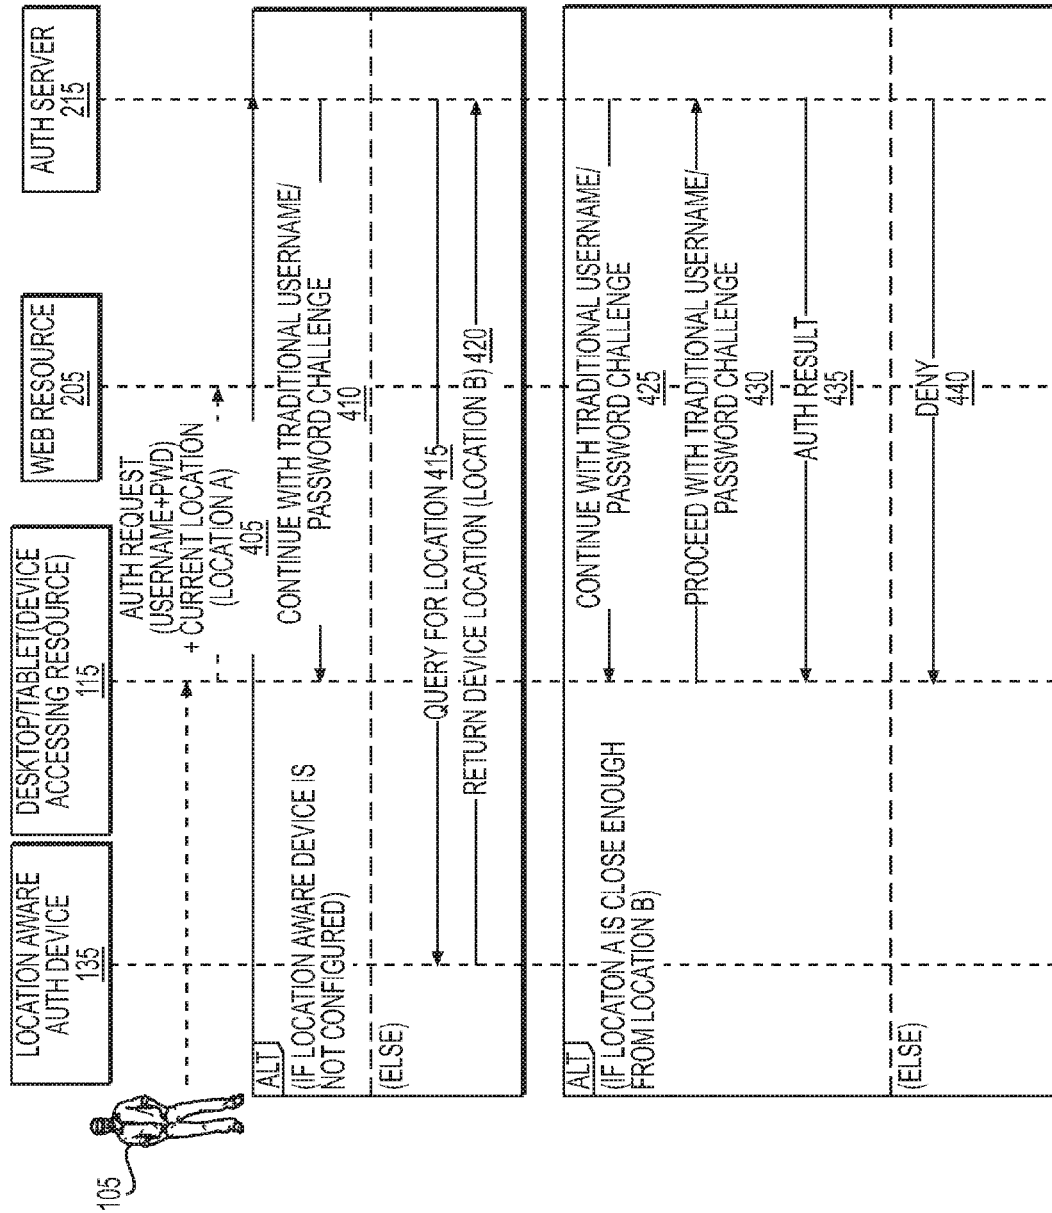 105
LOCATION AWARE
AUTH DEVICE
135
DESKTOP/TABLET(DEVICE
ACCESSING RESOURCE)
115
WEB RESOURCE
205
AUTH SERVER
215
AUTH REQUEST
(USERNAME+PWD)
+ CURRENT LOCATION
(LOCATION A)
405
ALT
(IF LOCATION AWARE DEVICE IS
NOT CONFIGURED)
CONTINUE WITH TRADITIONAL USERNAME/
PASSWORD CHALLENGE
410
(ELSE)
QUERY FOR LOCATION 415
RETURN DEVICE LOCATION (LOCATION B) 420
ALT
(IF LOCATON A IS CLOSE ENOUGH
FROM LOCATION B)
CONTINUE WITH TRADITIONAL USERNAME/
PASSWORD CHALLENGE
425
PROCEED WITH TRADITIONAL USERNAME/
PASSWORD CHALLENGE
430
AUTH RESULT
435
(ELSE)
DENY
440